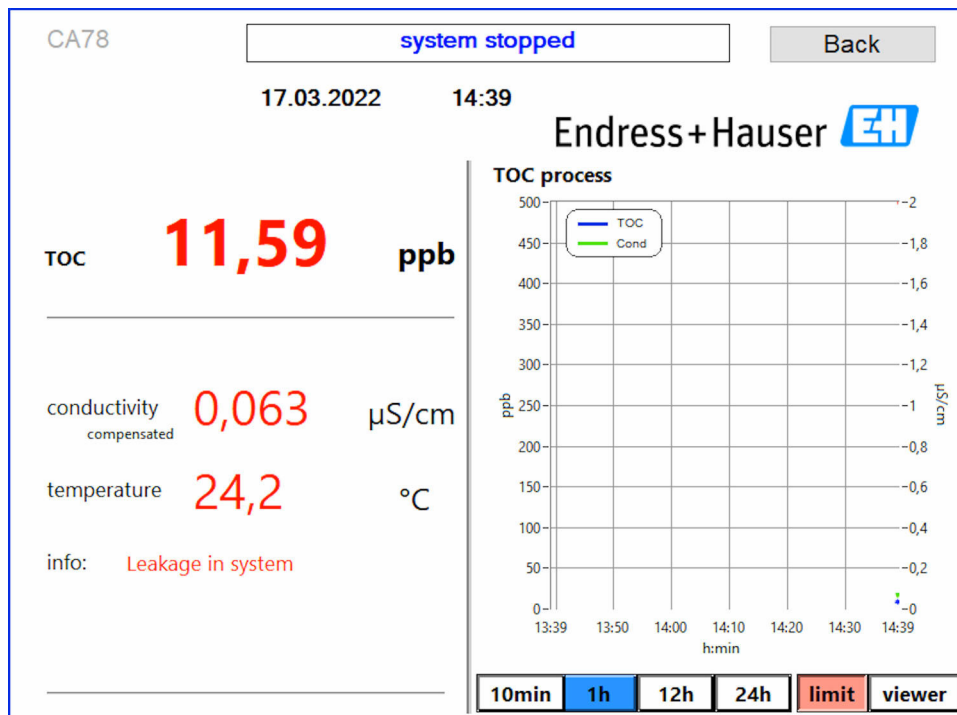 CA78
system stopped
Back
17.03.2022 14:39
Endress+Hauser EH
TOC 11,59 ppb
conductivity 0,063 µS/cm
compensated
temperature 24,2 °C
info: Leakage in system
TOC process
TOC
Cond
500 2
450 1,8
400 1,6
350 1,4
300 1,2
250 1
200 0,8
150 0,6
100 0,4
50 0,2
0 0
ppb
µS/cm
13:39 13:50 14:00 14:10 14:20 14:30 14:39
h:min
10min 1h 12h 24h limit viewer